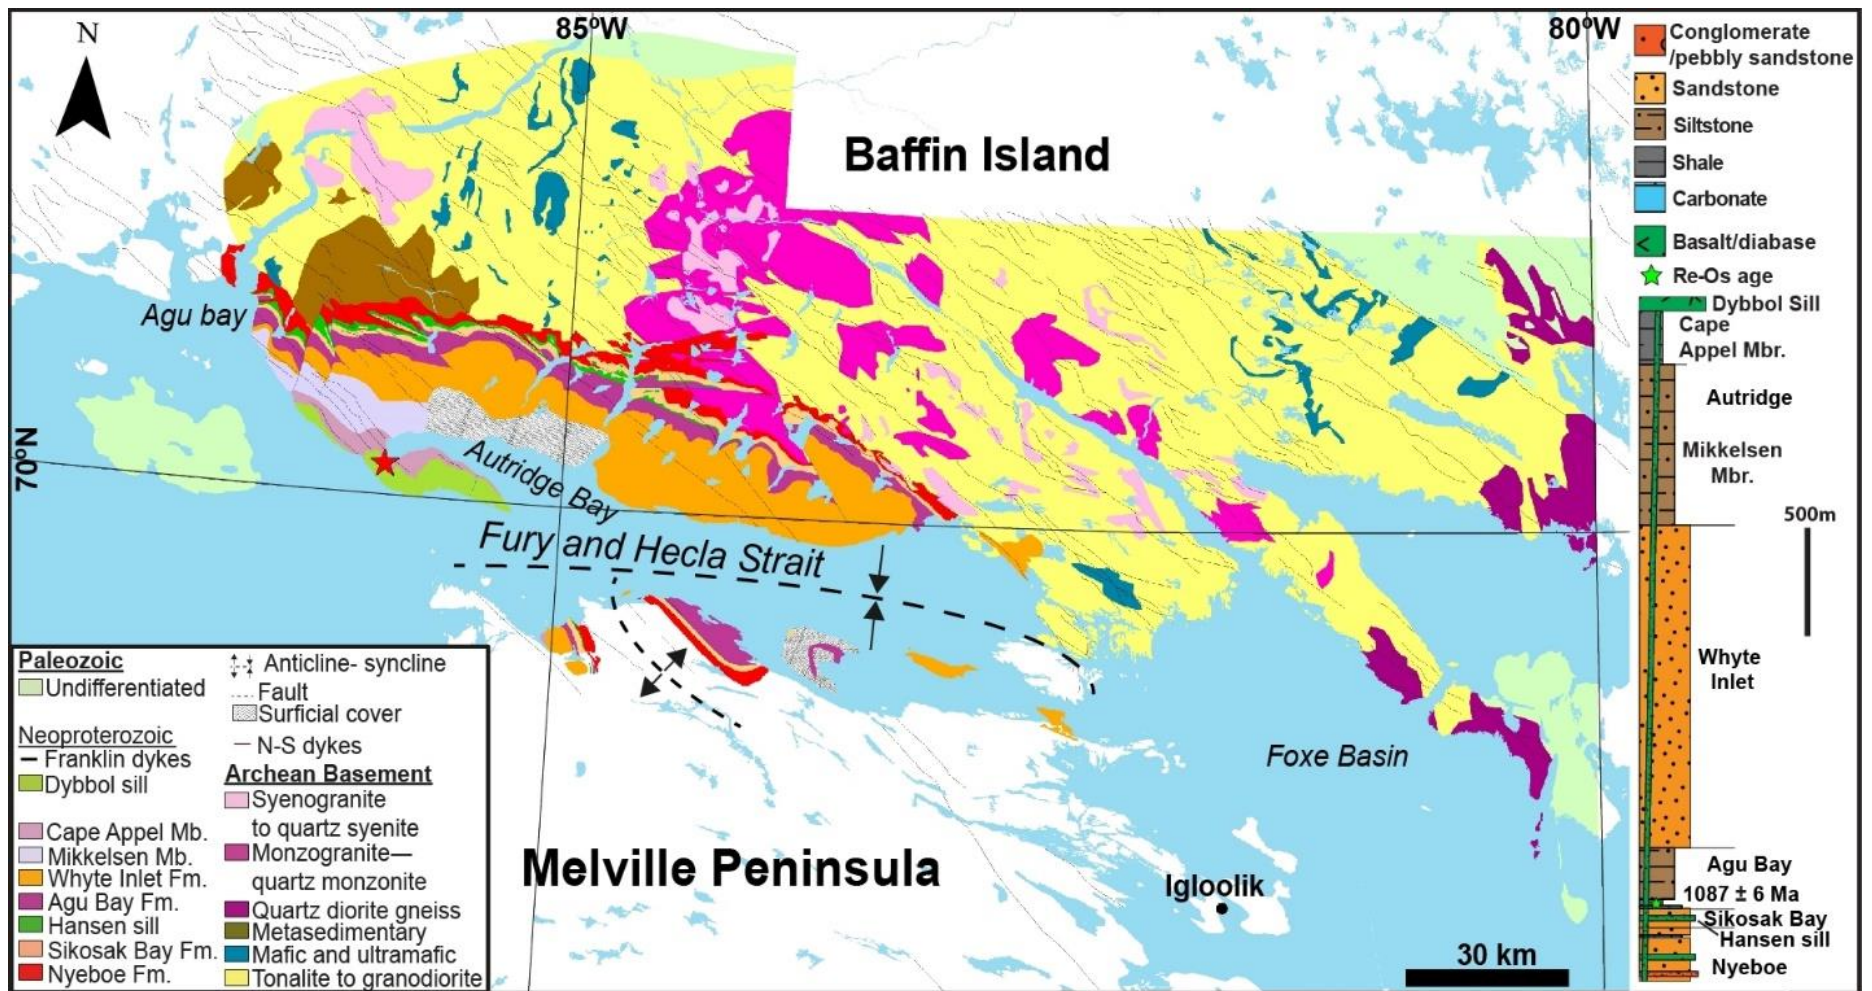 N
85°W
80°W
Baffin Island
Agu bay
70°N
Autridge Bay
Fury and Hecla Strait
Foxe Basin
Melville Peninsula
Igloolik
30 km
Paleozoic
Undifferentiated
Neoproterozoic
Franklin dykes
Dybbol sill
Cape Appel Mb.
Mikkelsen Mb.
Whyte Inlet Fm.
Agu Bay Fm.
Hansen sill
Sikosak Bay Fm.
Nyeboe Fm.
Anticline- syncline
Fault
Surficial cover
N-S dykes
Archean Basement
Syenogranite
to quartz syenite
Monzogranite—
quartz monzonite
Quartz diorite gneiss
Metasedimentary
Mafic and ultramafic
Tonalite to granodiorite
Conglomerate
/pebbly sandstone
Sandstone
Siltstone
Shale
Carbonate
Basalt/diabase
Re-Os age
Dybbol Sill
Cape
Appel Mbr.
Autridge
Mikkelsen
Mbr.
500m
Whyte
Inlet
Agu Bay
1087 ± 6 Ma
Sikosak Bay
Hansen sill
Nyeboe